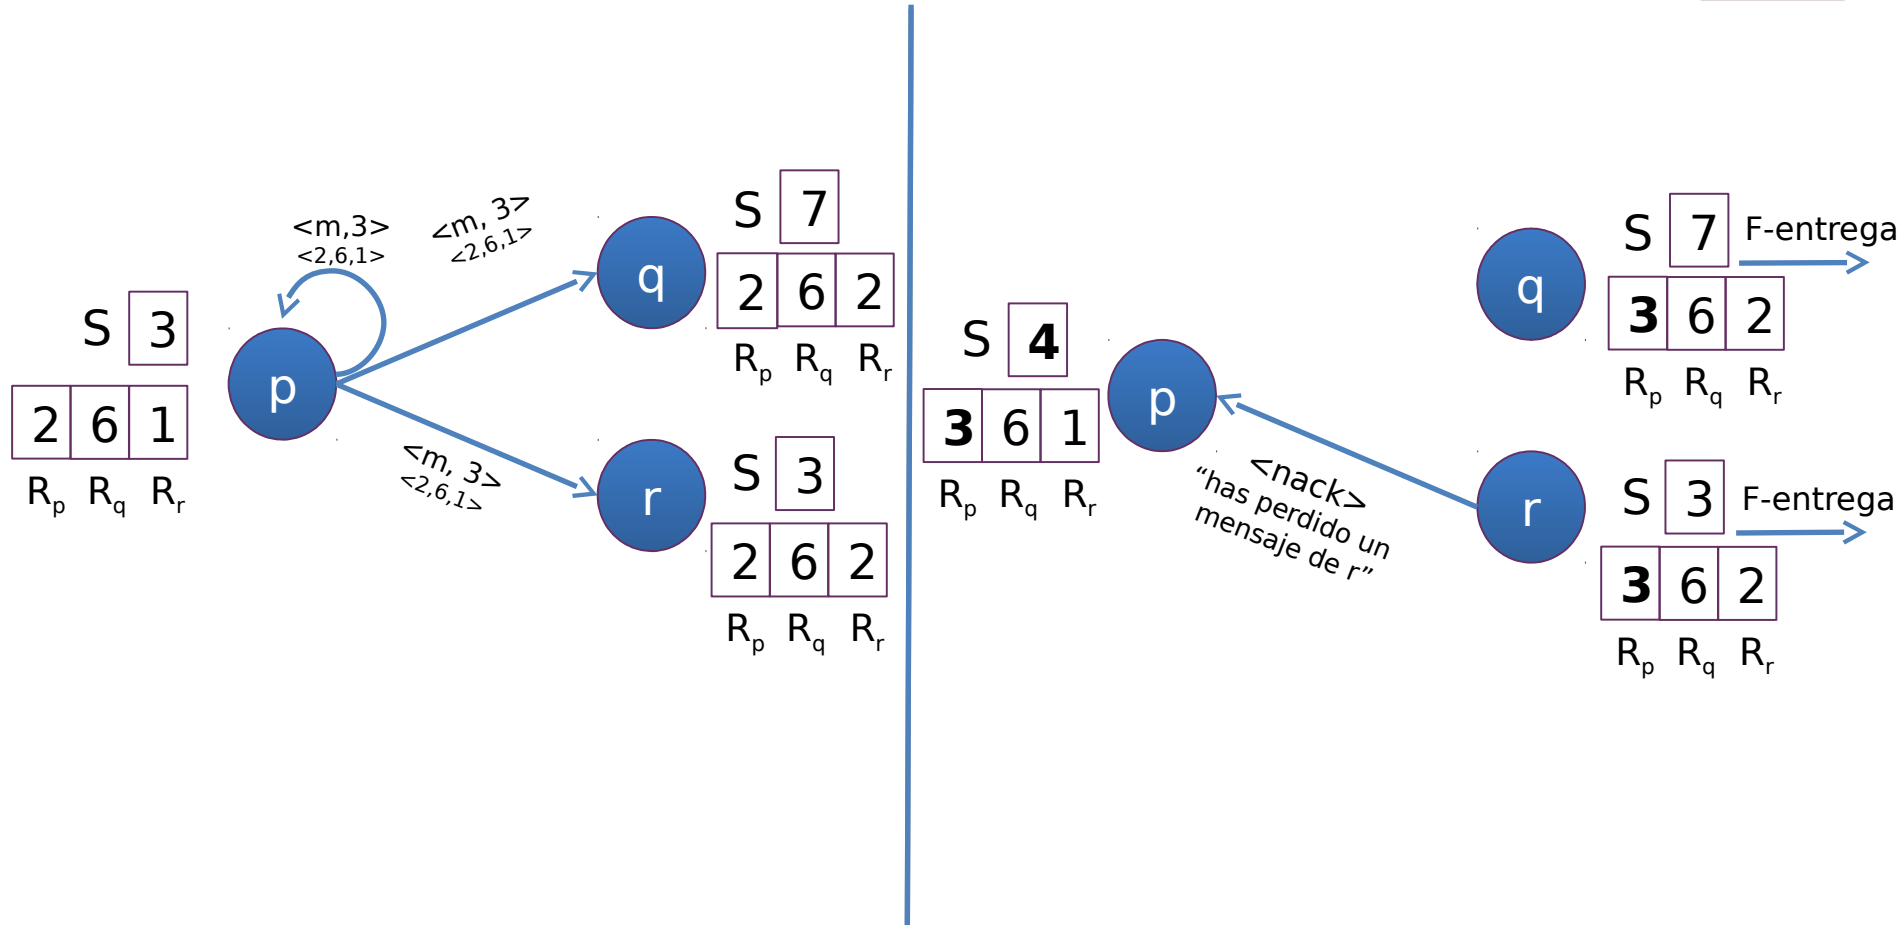 <m,3>
<2,6,1>
<m, 3>
<2,6,1>
S 3
2 6 1
Rp Rq Rr
p
q
S 7
2 6 2
Rp Rq Rr
<m, 3>
<2,6,1>
r
S 3
2 6 2
Rp Rq Rr
S 4
3 6 1
Rp Rq Rr
p
<nack>
“has perdido un
mensaje de r”
q
S 7
F-entrega
3 6 2
Rp Rq Rr
r
S 3
F-entrega
3 6 2
Rp Rq Rr